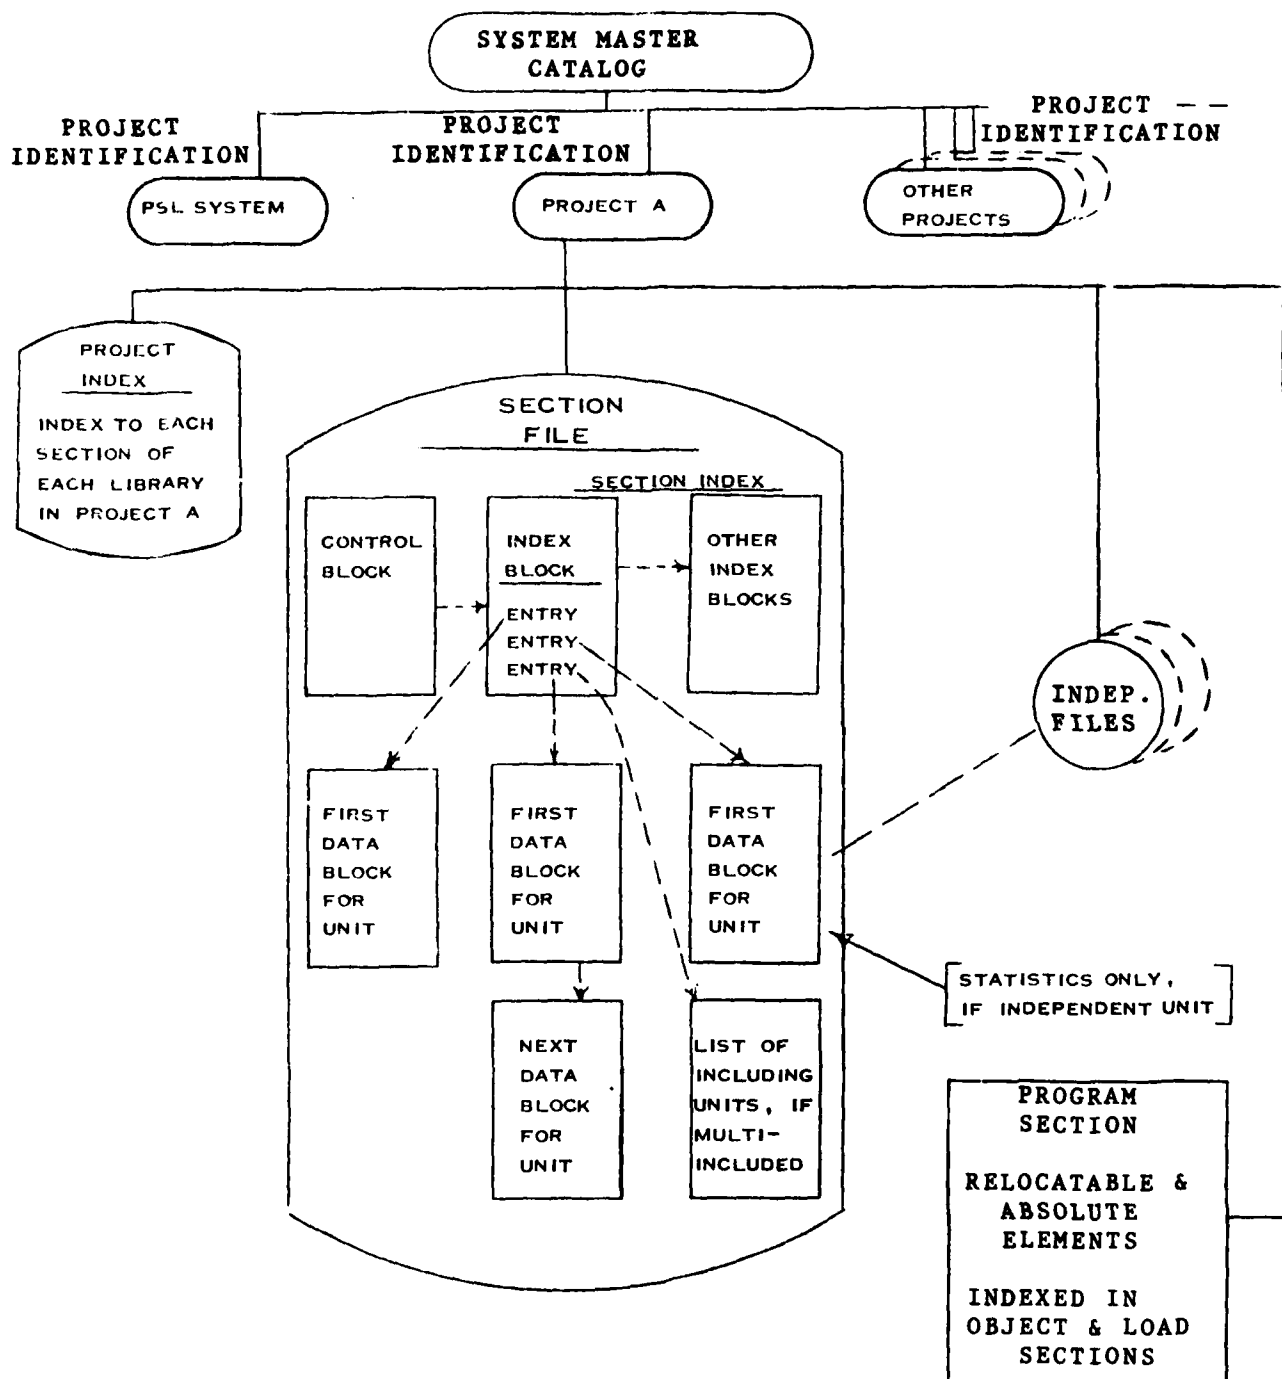 SYSTEM MASTER
CATALOG
PROJECT
IDENTIFICATION
PROJECT
IDENTIFICATION
PROJECT
IDENTIFICATION
PSL SYSTEM
PROJECT A
OTHER
PROJECTS
PROJECT
INDEX
INDEX TO EACH
SECTION OF
EACH LIBRARY
IN PROJECT A
SECTION
FILE
SECTION INDEX
CONTROL
BLOCK
INDEX
BLOCK
ENTRY
ENTRY
ENTRY
OTHER
INDEX
BLOCKS
INDEP.
FILES
FIRST
DATA
BLOCK
FOR
UNIT
FIRST
DATA
BLOCK
FOR
UNIT
FIRST
DATA
BLOCK
FOR
UNIT
STATISTICS ONLY,
IF INDEPENDENT UNIT
NEXT
DATA
BLOCK
FOR
UNIT
LIST OF
INCLUDING
UNITS, IF
MULTI-
INCLUDED
PROGRAM
SECTION
RELOCATABLE &
ABSOLUTE
ELEMENTS
INDEXED IN
OBJECT & LOAD
SECTIONS